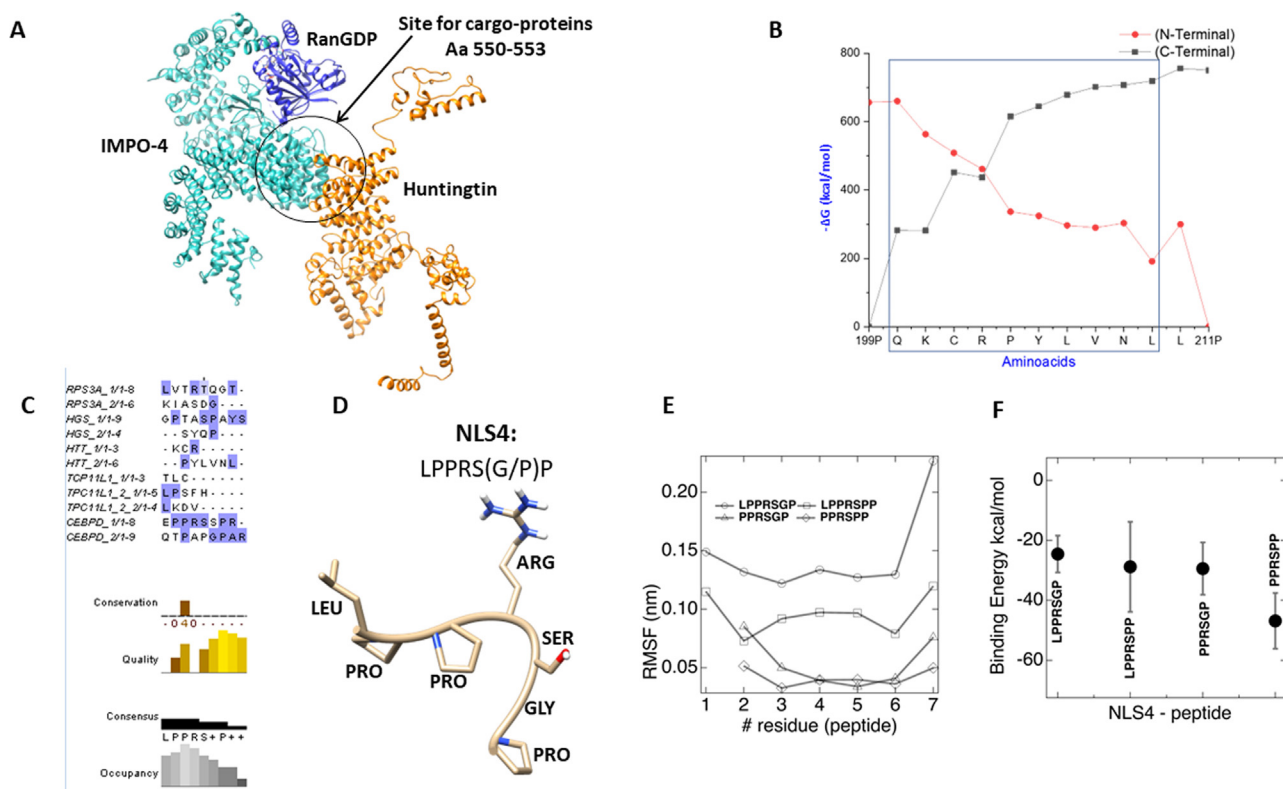 A
RanGDP
Site for cargo-proteins
Aa 550-553
IMPO-4
Huntingtin
B
(N-Terminal)
(C-Terminal)
800
600
400
200
0
-ΔG (kcal/mol)
199P Q K C R P Y L V N L L 211P
Aminoacids
C
RPS3A_1/1-8 LVTRTQGT-
RPS3A_2/1-6 KIASDG---
HGS_1/1-9 GPTASPAYS
HGS_2/1-4 --SYQP---
HTT_1/1-3 -KCR-----
HTT_2/1-6 --PYLVNL-
TCP11L1_1/1-3 TLC------
TPC11L1_2_1/1-5 LPSFH----
TPC11L1_2_2/1-4 LKDV-----
CEBPD_1/1-8 EPPRSSPR-
CEBPD_2/1-9 QTPAPGPAR
Conservation
-040-----
Quality
Consensus
LPPRS+P++
Occupancy
D
NLS4:
LPPRS(G/P)P
ARG
LEU
SER
PRO
PRO
GLY
PRO
E
LPPRSGP LPPRSPP
PPRSGP PPRSPP
0.20
0.15
0.10
0.05
RMSF (nm)
1 2 3 4 5 6 7
# residue (peptide)
F
0
-20
-40
-60
Binding Energy kcal/mol
LPPRSGP
LPPRSPP
PPRSGP
PPRSPP
NLS4 - peptide